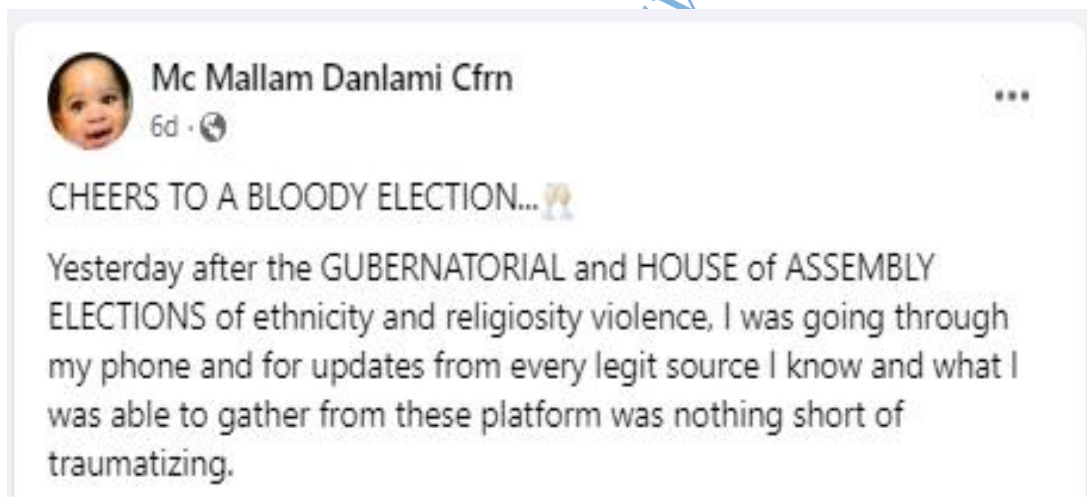 Mc Mallam Danlami Cfrn
6d
CHEERS TO A BLOODY ELECTION...🥂
Yesterday after the GUBERNATORIAL and HOUSE of ASSEMBLY
ELECTIONS of ethnicity and religiosity violence, I was going through
my phone and for updates from every legit source I know and what I
was able to gather from these platform was nothing short of
traumatizing.